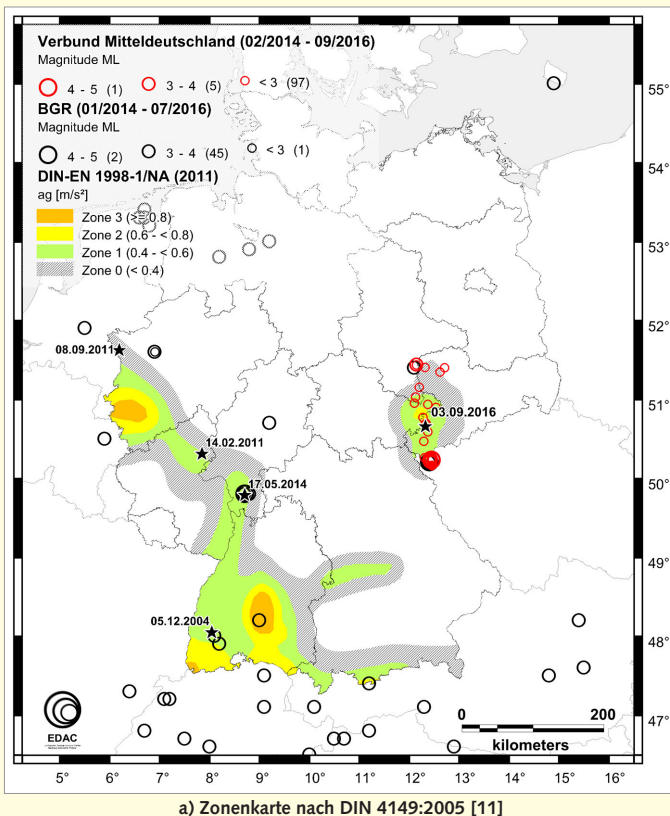 Verbund Mitteldeutschland (02/2014 - 09/2016)
Magnitude ML
4 - 5 (1) 3 - 4 (5) < 3 (97)
BGR (01/2014 - 07/2016)
Magnitude ML
4 - 5 (2) 3 - 4 (45) < 3 (1)
DIN-EN 1998-1/NA (2011)
ag [m/s²]
Zone 3 (>= 0.8)
Zone 2 (0.6 - < 0.8)
Zone 1 (0.4 - < 0.6)
Zone 0 (< 0.4)
55°
54°
53°
52°
51°
50°
49°
48°
47°
08.09.2011
03.09.2016
14.02.2011
17.05.2014
05.12.2004
EDAC
0 200
kilometers
5° 6° 7° 8° 9° 10° 11° 12° 13° 14° 15° 16°
a) Zonenkarte nach DIN 4149:2005 [11]